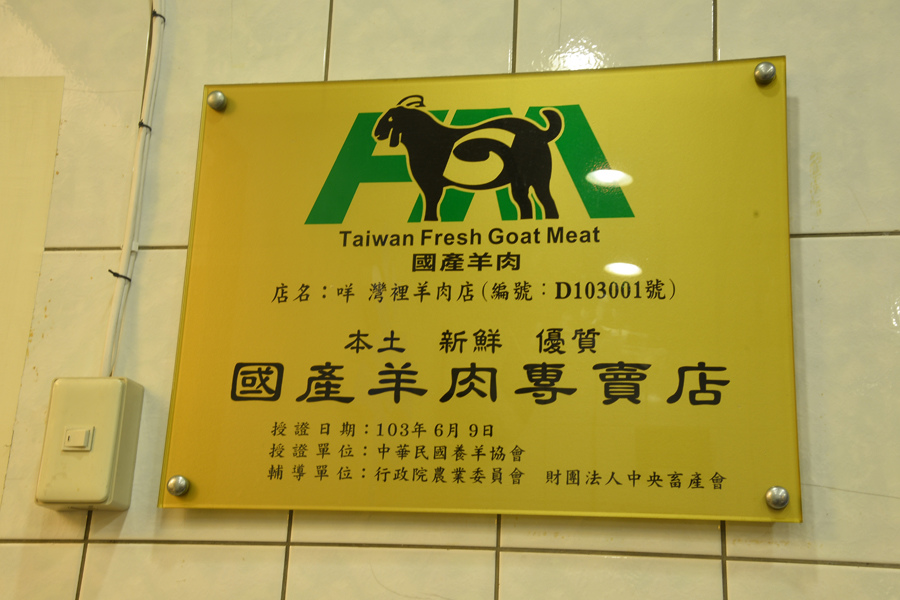 Taiwan Fresh Goat Meat
國產羊肉
店名：咩 灣裡羊肉店（編號：D103001號）
本土 新鮮 優質
國產羊肉專賣店
授證日期：103年6月9日
授證單位：中華民國養羊協會
輔導單位：行政院農業委員會 財團法人中央畜產會